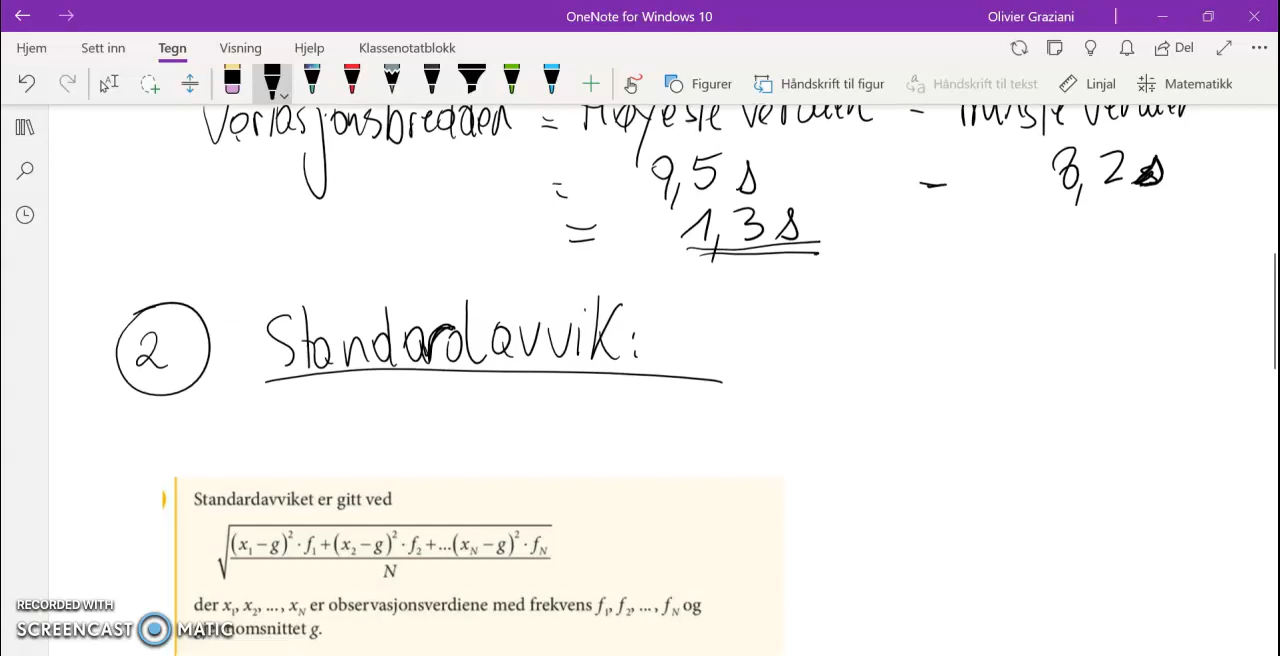 OneNote for Windows 10
Olivier Graziani
Hjem Sett inn Tegn Visning Hjelp Klassenotatblokk
Del
Figurer Håndskrift til figur Håndskrift til tekst Linjal Matematikk
Variasjonsbredden = Høyeste verdien -
= 9,5 s - 8,2 s
= 1,3 s
2 Standardavvik:
Standardavviket er gitt ved
√((x₁ – g)² · f₁ + (x₂ – g)² · f₂ + ...(x_N – g)² · f_N
N
der x₁, x₂, ..., x_N er observasjonsverdiene med frekvens f₁, f₂, ..., f_N og
nomsnittet g.
RECORDED WITH
SCREENCAST MATIC